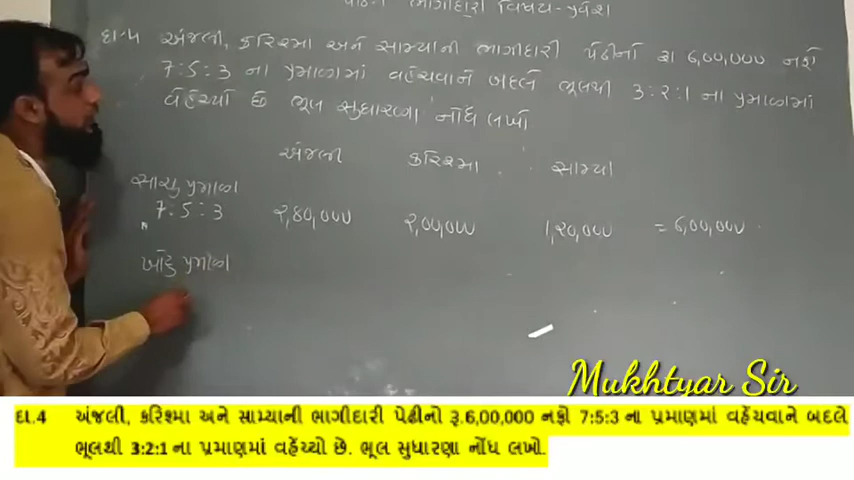 પેઢીની ભાગીદારી વિષય-પ્રવેશ
દા.4 અંજલી, કરિશ્મા અને સામ્યાની ભાગીદારી પેઢીનો રૂા 6,00,000 નફો
7:5:3 ના પ્રમાણમાં વહેંચવાને બદલે ભૂલથી 3:2:1 ના પ્રમાણમાં
વહેંચ્યો છે ભૂલ સુધારણા નોંધ લખો
અંજલી કરિશ્મા સામ્યા
સાચુ પ્રમાણ
7:5:3 2,80,000 2,00,000 1,20,000 = 6,00,000
ખોટુ પ્રમાણ
Mukhtyar Sir
દા.4 અંજલી, કરિશ્મા અને સામ્યાની ભાગીદારી પેઢીનો રૂ.6,00,000 નફો 7:5:3 ના પ્રમાણમાં વહેંચવાને બદલે
ભૂલથી 3:2:1 ના પ્રમાણમાં વહેંચ્યો છે. ભૂલ સુધારણા નોંધ લખો.